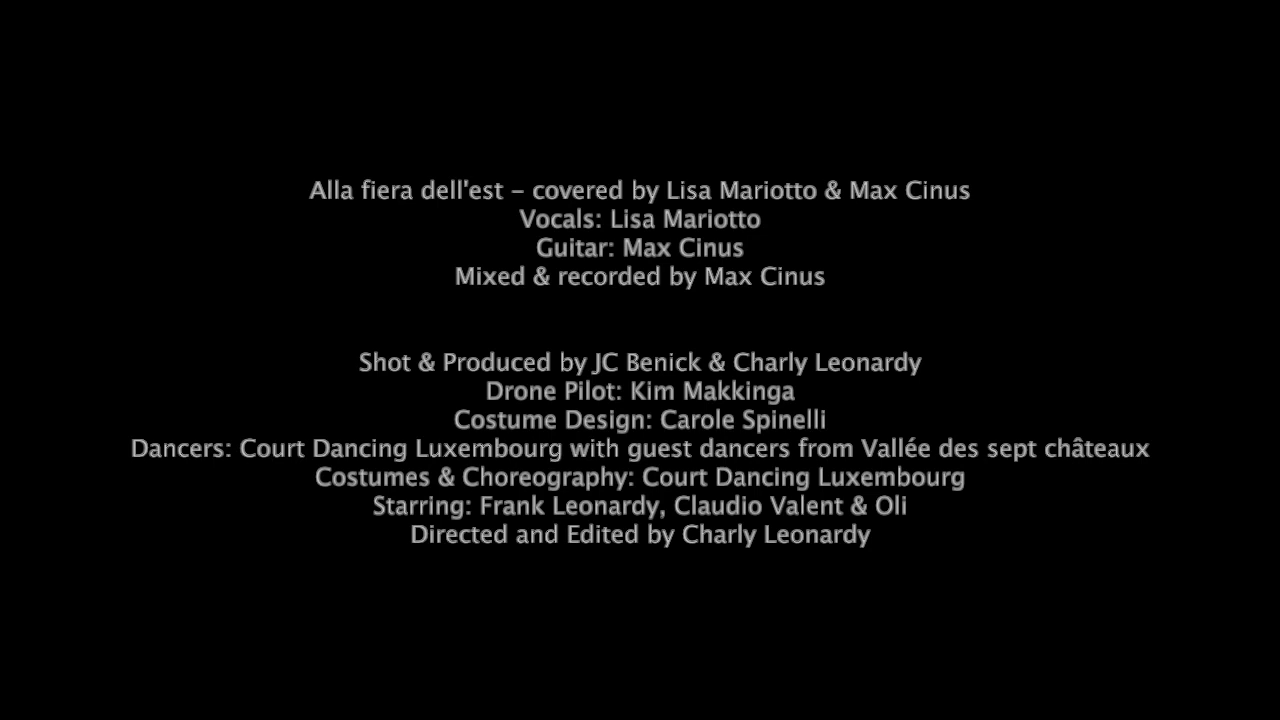 Alla fiera dell'est – covered by Lisa Mariotto & Max Cinus
Vocals: Lisa Mariotto
Guitar: Max Cinus
Mixed & recorded by Max Cinus
Shot & Produced by JC Benick & Charly Leonardy
Drone Pilot: Kim Makkinga
Costume Design: Carole Spinelli
Dancers: Court Dancing Luxembourg with guest dancers from Vallée des sept châteaux
Costumes & Choreography: Court Dancing Luxembourg
Starring: Frank Leonardy, Claudio Valent & Oli
Directed and Edited by Charly Leonardy